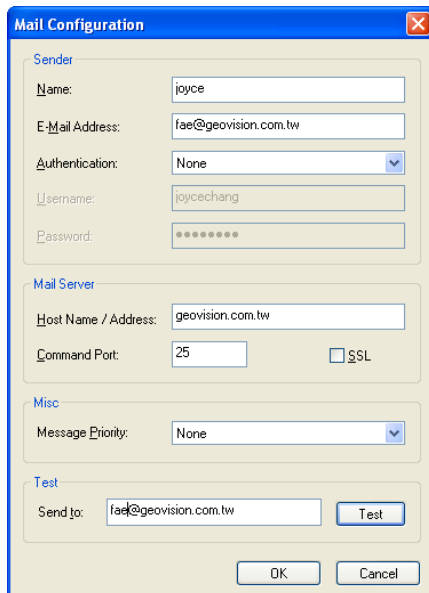 Mail Configuration
Sender
Name: joyce
E-Mail Address: fae@geovision.com.tw
Authentication: None
Username: joycechang
Password: ●●●●●●●●
Mail Server
Host Name / Address: geovision.com.tw
Command Port: 25 SSL
Misc
Message Priority: None
Test
Send to: fae@geovision.com.tw Test
OK Cancel